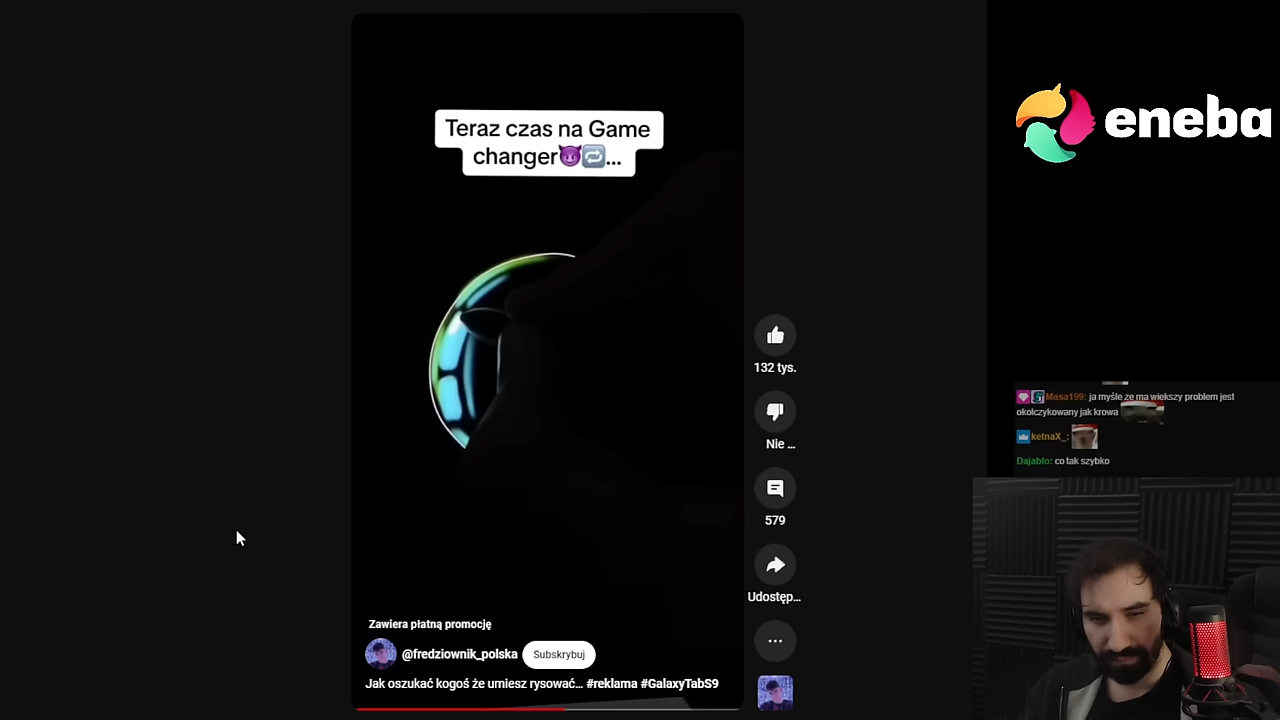 Teraz czas na Game
changer😈🔁...
132 tys.
Nie ...
579
Udostęp...
Zawiera płatną promocję
@fredziownik_polska
Subskrybuj
Jak oszukać kogoś że umiesz rysować... #reklama #GalaxyTabS9
eneba
Masa199: ja myśle ze ma wiekszy problem jest
okolczykowany jak krowa
ketnaX_:
Dajablo: co tak szybko